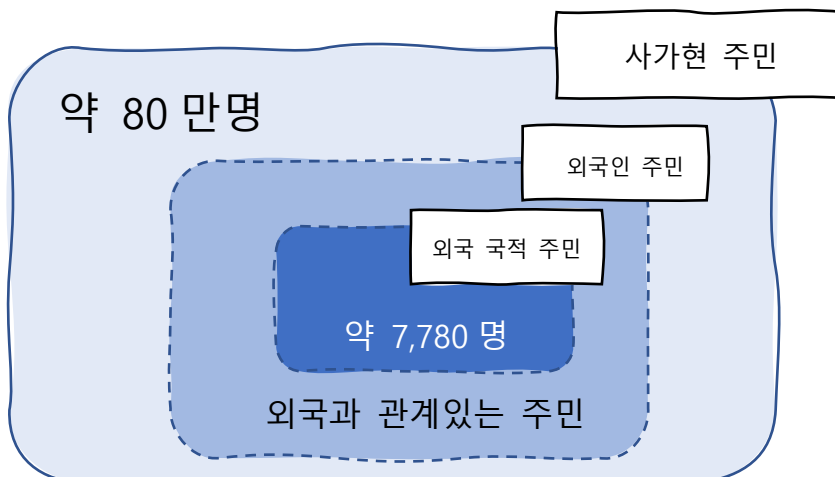 사가현 주민
약 80 만명
외국인 주민
외국 국적 주민
약 7,780 명
외국과 관계있는 주민